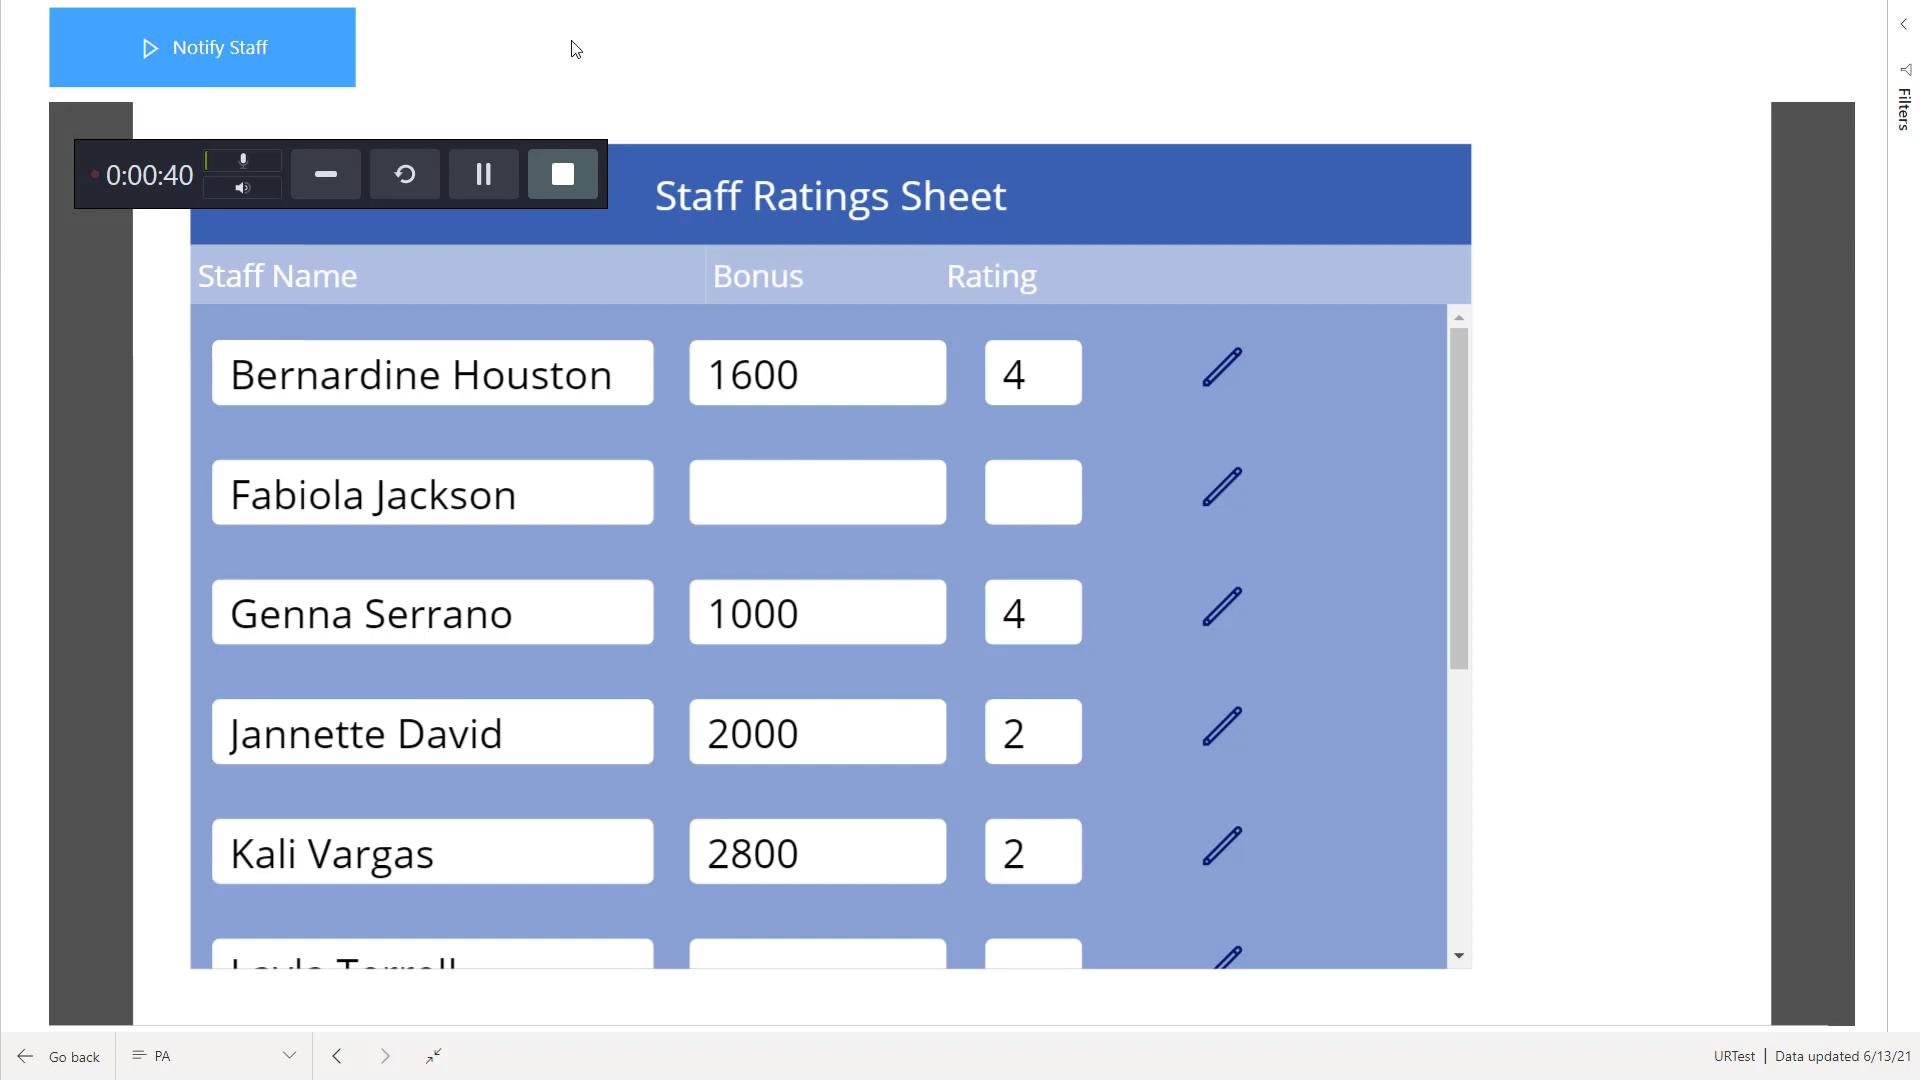 Notify Staff
Filters
0:00:40
Staff Ratings Sheet
Staff Name Bonus Rating
Bernardine Houston 1600 4
Fabiola Jackson
Genna Serrano 1000 4
Jannette David 2000 2
Kali Vargas 2800 2
Go back PA URTest | Data updated 6/13/21